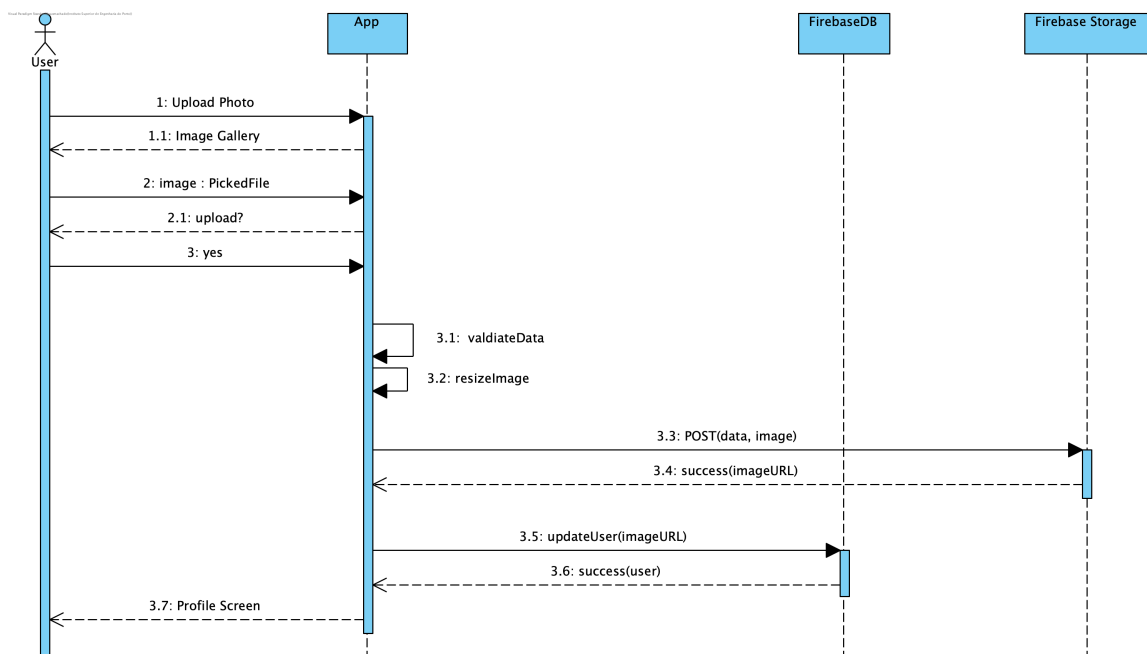 App
FirebaseDB
Firebase Storage
User
1: Upload Photo
1.1: Image Gallery
2: image : PickedFile
2.1: upload?
3: yes
3.1: valdiateData
3.2: resizeImage
3.3: POST(data, image)
3.4: success(imageURL)
3.5: updateUser(imageURL)
3.6: success(user)
3.7: Profile Screen